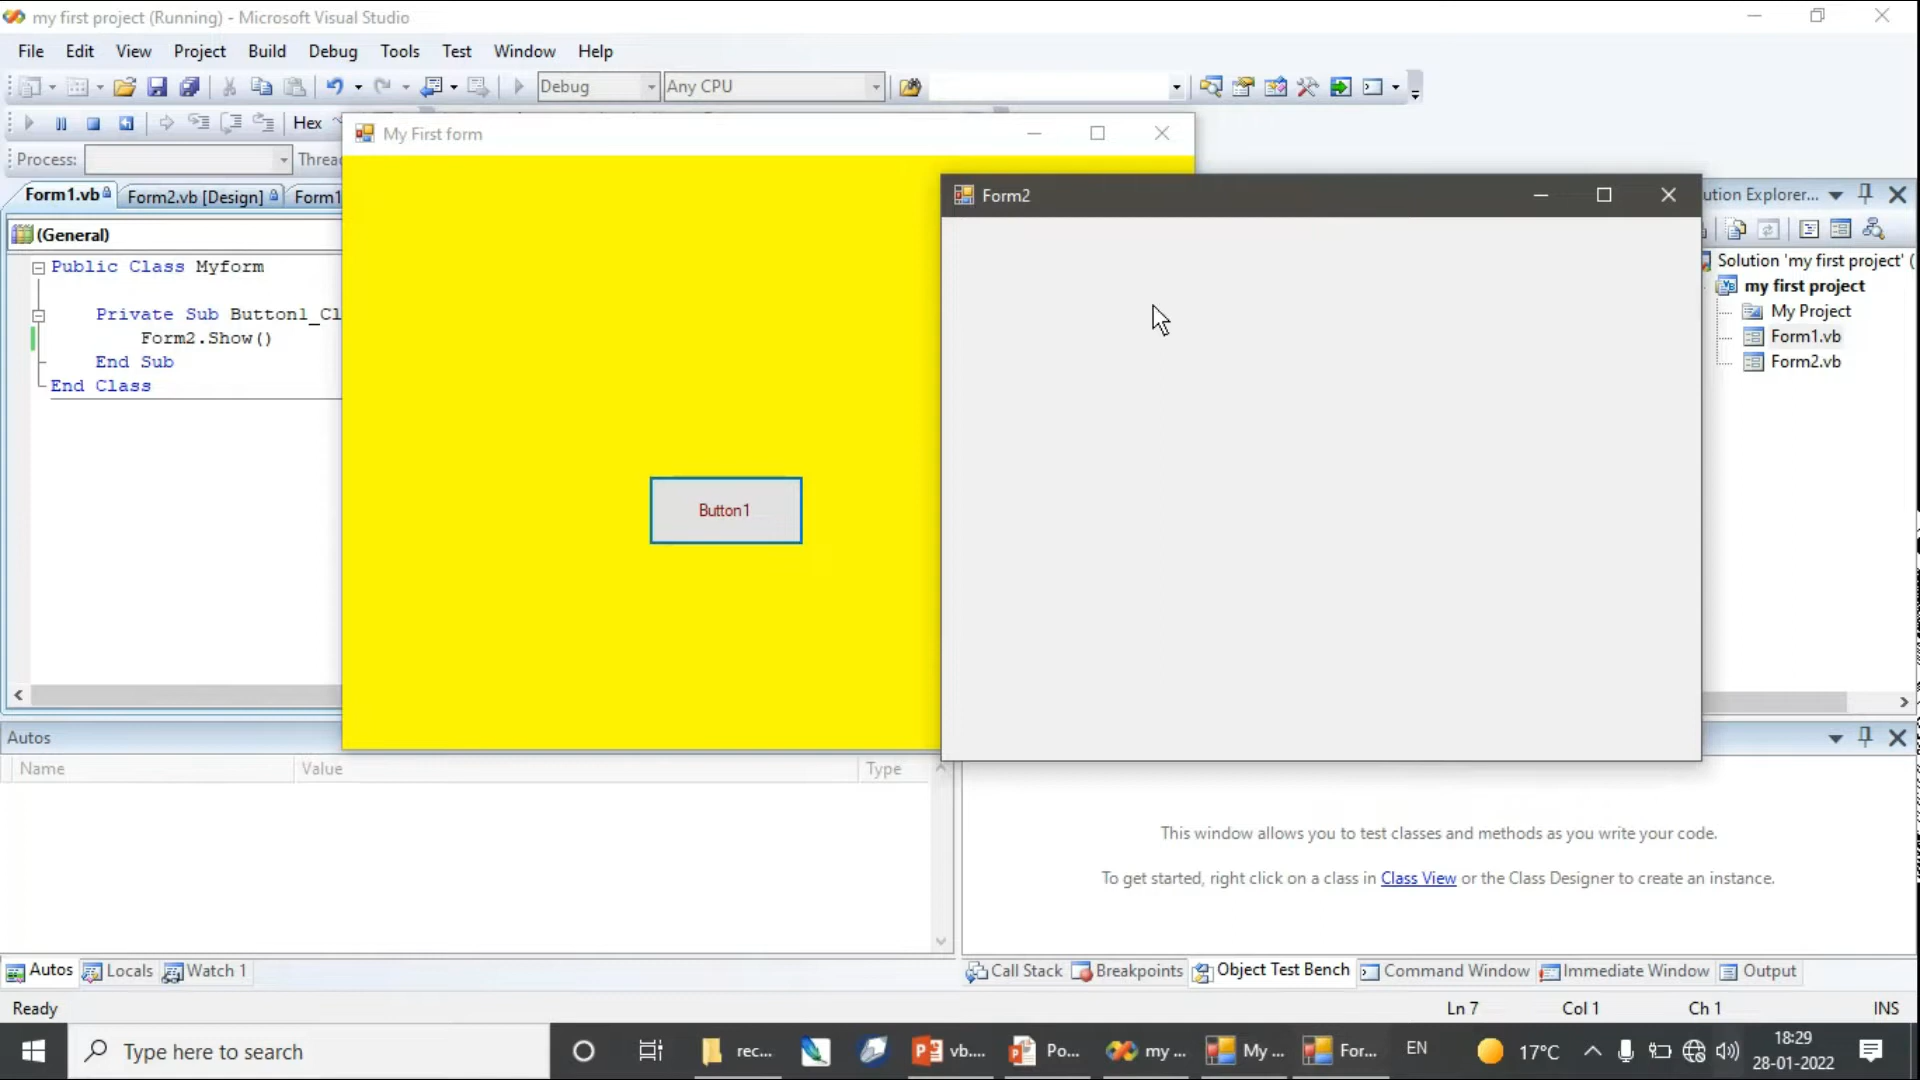 my first project (Running) - Microsoft Visual Studio
File Edit View Project Build Debug Tools Test Window Help
Debug Any CPU
Hex
My First form
Process:
Form1.vb Form2.vb [Design] Form1
Form2
ution Explorer...
(General)
Public Class Myform
Private Sub Button1_Cl
Form2.Show()
End Sub
End Class
Solution 'my first project' (
my first project
My Project
Form1.vb
Form2.vb
Button1
Autos
Name Value Type
This window allows you to test classes and methods as you write your code.
To get started, right click on a class in Class View or the Class Designer to create an instance.
Autos Locals Watch 1
Call Stack Breakpoints Object Test Bench Command Window Immediate Window Output
Ready Ln 7 Col 1 Ch 1 INS
Type here to search
rec... vb.... Po... my ... My ... For... EN 17°C
18:29
28-01-2022